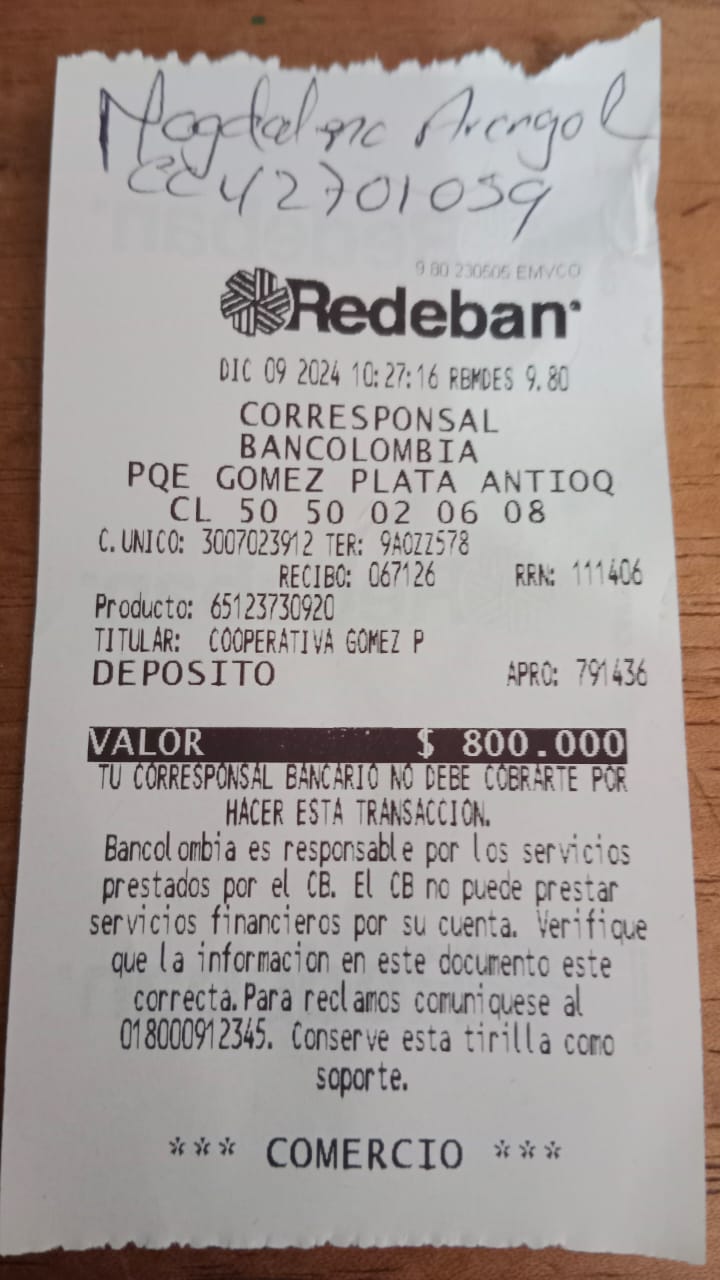 Magdalena Arango L
CC 42701059
9.80 230606 EMVCO
Redeban
DIC 09 2024 10:27:16 RBMDES 9.80
CORRESPONSAL
BANCOLOMBIA
PQE GOMEZ PLATA ANTIOQ
CL 50 50 02 06 08
C. UNICO: 3007023912 TER: 9AOZZ578
RECIBO: 067126 RRN: 111406
Producto: 65123730920
TITULAR: COOPERATIVA GOMEZ P
DEPOSITO APRO: 791436
VALOR $ 800.000
TU CORRESPONSAL BANCARIO NO DEBE COBRARTE POR
HACER ESTA TRANSACCION.
Bancolombia es responsable por los servicios
prestados por el CB. El CB no puede prestar
servicios financieros por su cuenta. Verifique
que la informacion en este documento este
correcta. Para reclamos comuniquese al
018000912345. Conserve esta tirilla como
soporte.
*** COMERCIO ***